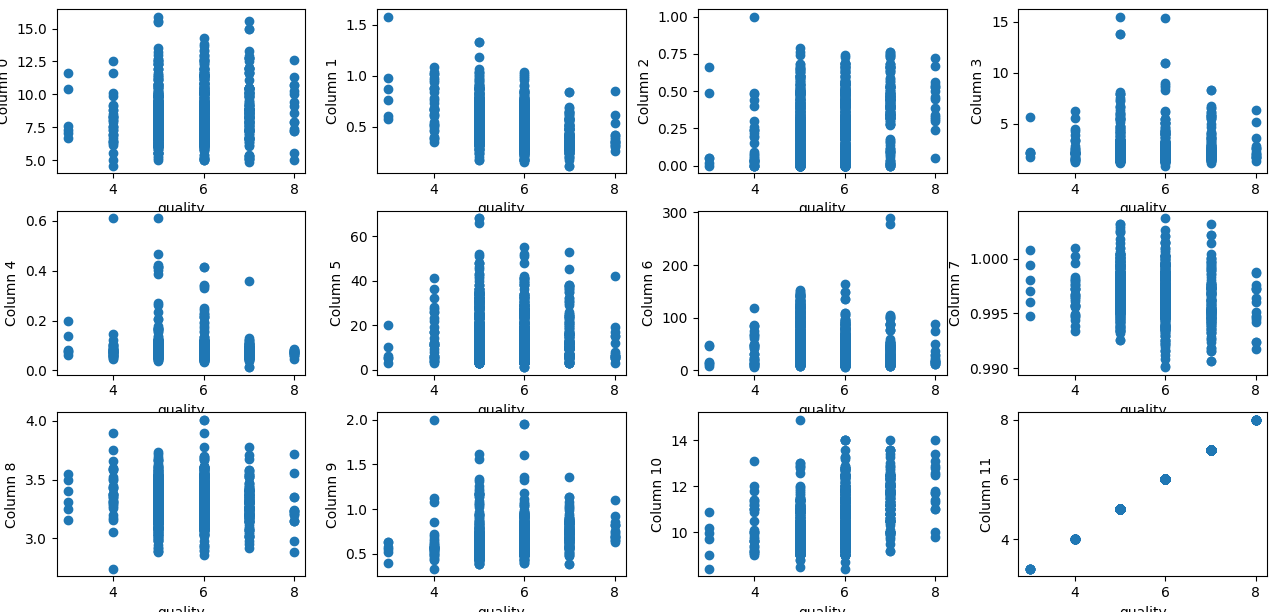 15.0
12.5
10.0
7.5
5.0
Column 0
4 6 8
quality
1.5
1.0
0.5
Column 1
4 6 8
quality
1.00
0.75
0.50
0.25
0.00
Column 2
4 6 8
quality
15
10
5
Column 3
4 6 8
quality
0.6
0.4
0.2
0.0
Column 4
4 6 8
quality
60
40
20
0
Column 5
4 6 8
quality
300
200
100
0
Column 6
4 6 8
quality
1.000
0.995
0.990
Column 7
4 6 8
quality
4.0
3.5
3.0
Column 8
4 6 8
quality
2.0
1.5
1.0
0.5
Column 9
4 6 8
quality
14
12
10
Column 10
4 6 8
quality
8
6
4
Column 11
4 6 8
quality